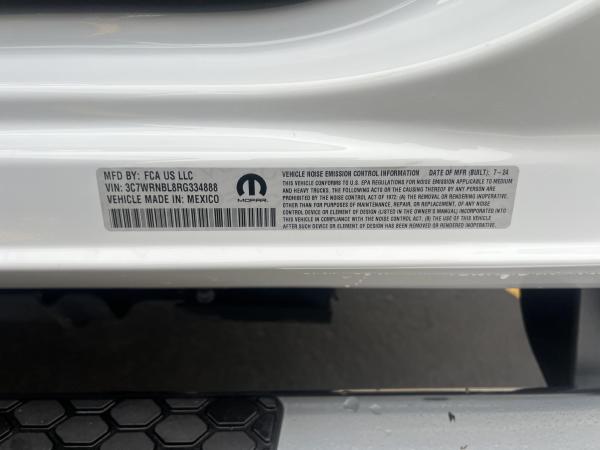 MFD BY: FCA US LLC
VIN: 3C7WRNBL8RG334888
VEHICLE MADE IN: MEXICO
MOPAR.
VEHICLE NOISE EMISSION CONTROL INFORMATION DATE OF MFR (BUILT): 7-24
THIS VEHICLE CONFORMS TO U.S. EPA REGULATIONS FOR NOISE EMISSION APPLICABLE TO MEDIUM
AND HEAVY TRUCKS. THE FOLLOWING ACTS OR THE CAUSING THEREOF BY ANY PERSON ARE PROHIBITED
BY THE NOISE CONTROL ACT OF 1972: (A) THE REMOVAL OR RENDERING INOPERATIVE,
OTHER THAN FOR PURPOSES OF MAINTENANCE, REPAIR, OR REPLACEMENT, OF ANY NOISE
CONTROL DEVICE OR ELEMENT OF DESIGN (LISTED IN THE OWNER'S MANUAL) INCORPORATED INTO
THIS VEHICLE IN COMPLIANCE WITH THE NOISE CONTROL ACT; (B) THE USE OF THIS VEHICLE
AFTER SUCH DEVICE OR ELEMENT OF DESIGN HAS BEEN REMOVED OR RENDERED INOPERATIVE.